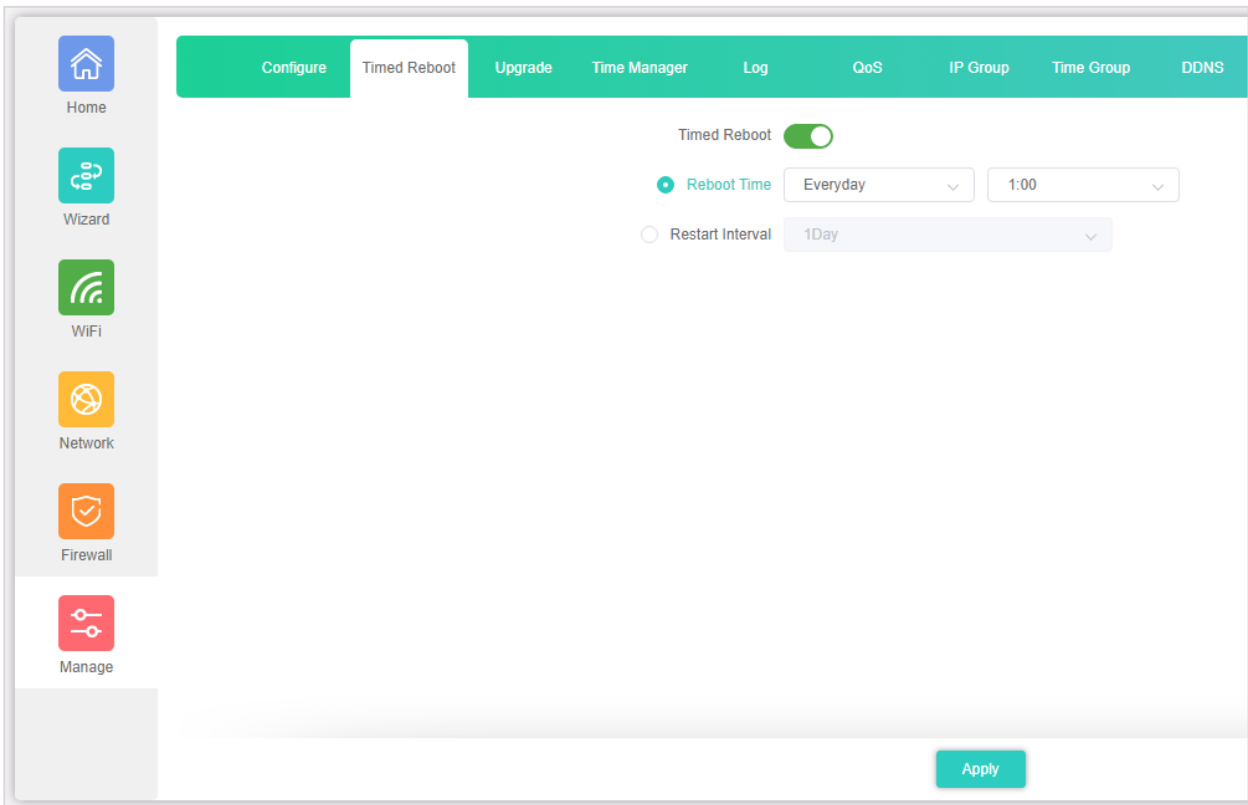 Home
Wizard
WiFi
Network
Firewall
Manage
Configure Timed Reboot Upgrade Time Manager Log QoS IP Group Time Group DDNS
Timed Reboot
Reboot Time Everyday 1:00
Restart Interval 1Day
Apply